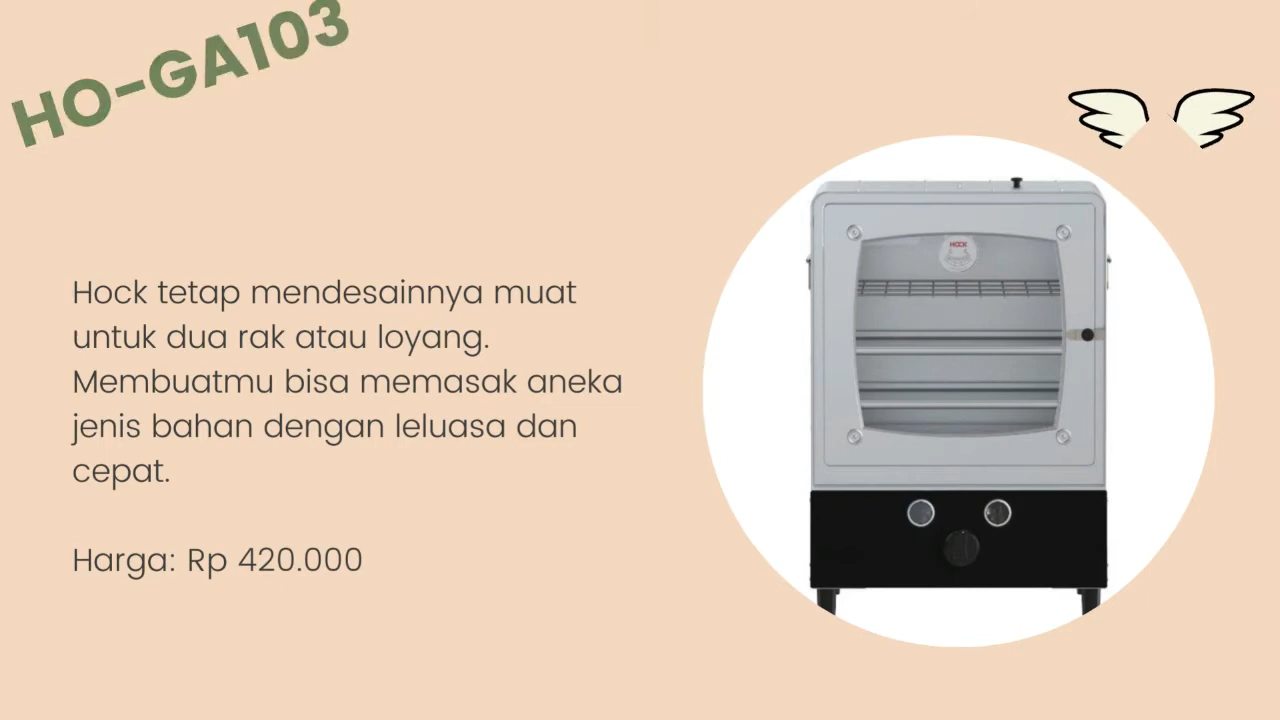 HO-GA103
Hock tetap mendesainnya muat
untuk dua rak atau loyang.
Membuatmu bisa memasak aneka
jenis bahan dengan leluasa dan
cepat.
Harga: Rp 420.000
HOCK